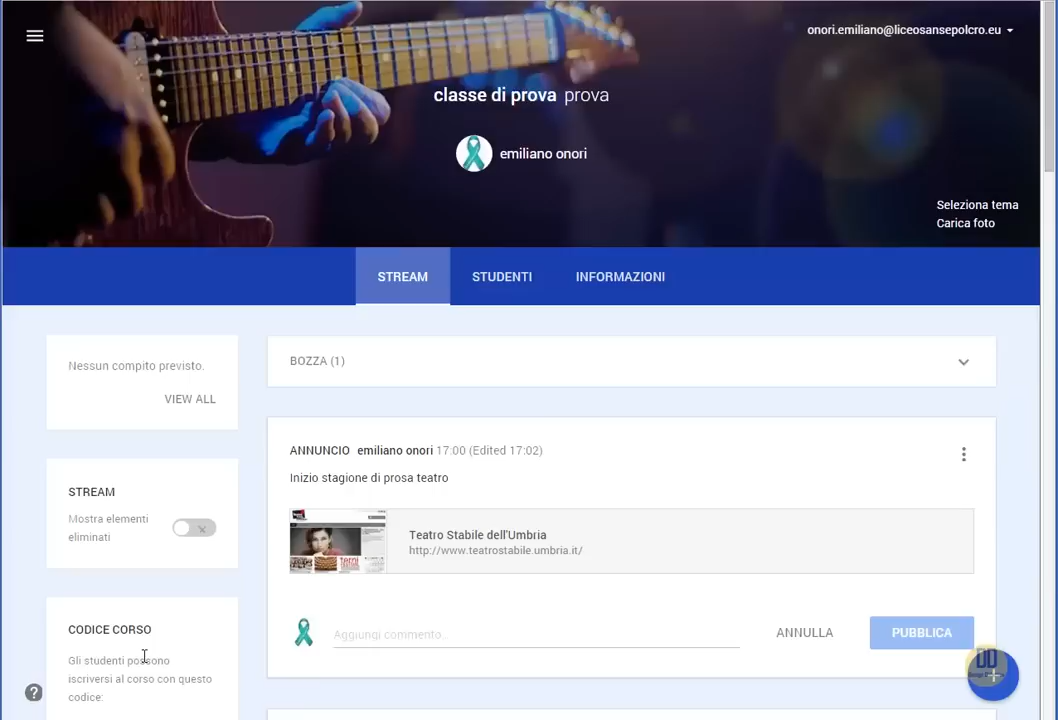 onori.emiliano@liceosansepolcro.eu
classe di prova prova
emiliano onori
Seleziona tema
Carica foto
STREAM STUDENTI INFORMAZIONI
Nessun compito previsto.
VIEW ALL
BOZZA (1)
ANNUNCIO emiliano onori 17:00 (Edited 17:02)
Inizio stagione di prosa teatro
STREAM
Mostra elementi
eliminati
Teatro Stabile dell'Umbria
http://www.teatrostabile.umbria.it/
CODICE CORSO
Gli studenti possono
iscriversi al corso con questo
codice:
Aggiungi commento...
ANNULLA
PUBBLICA